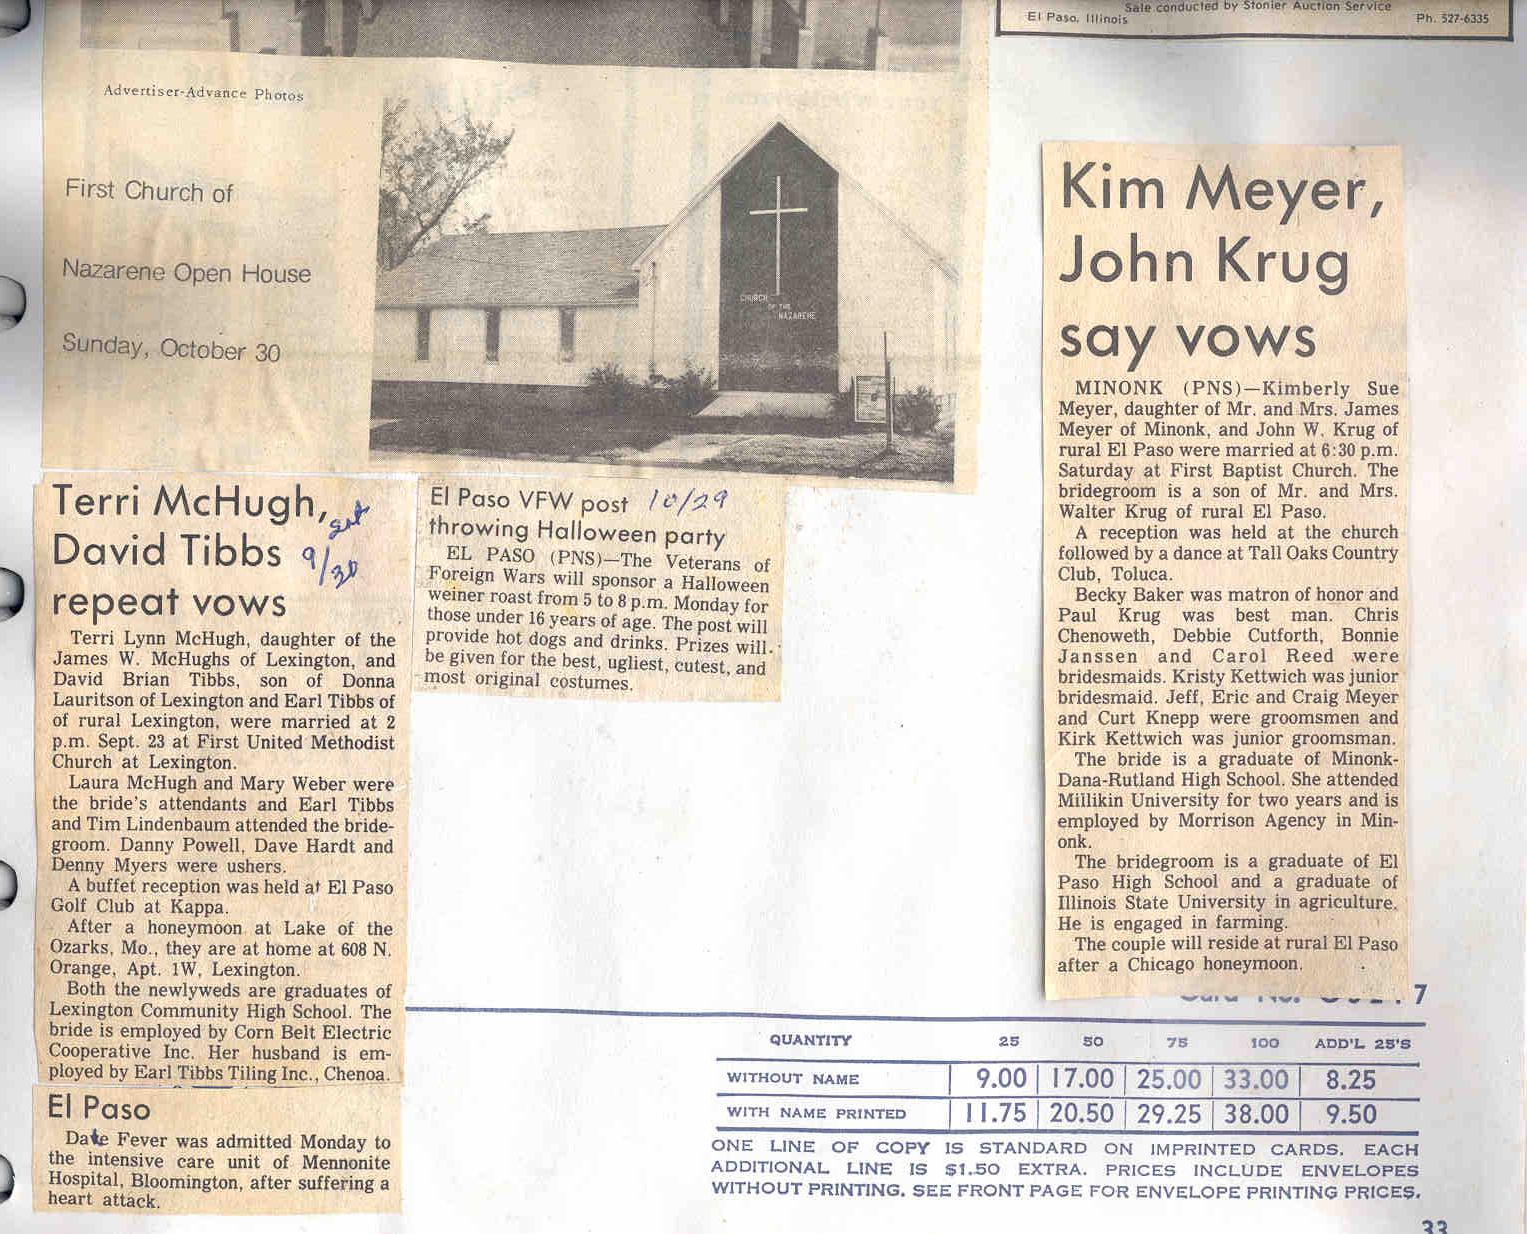 Sale conducted by Stonier Auction Service
El Paso, Illinois
Ph. 527-6335
Advertiser-Advance Photos
First Church of
Nazarene Open House
Sunday, October 30
CHURCH
OF THE
NAZARENE
Terri McHugh,
David Tibbs 9/30
repeat vows
Terri Lynn McHugh, daughter of the
James W. McHughs of Lexington, and
David Brian Tibbs, son of Donna
Lauritson of Lexington and Earl Tibbs of
of rural Lexington, were married at 2
p.m. Sept. 23 at First United Methodist
Church at Lexington.
Laura McHugh and Mary Weber were
the bride's attendants and Earl Tibbs
and Tim Lindenbaum attended the bride-
groom. Danny Powell, Dave Hardt and
Denny Myers were ushers.
A buffet reception was held at El Paso
Golf Club at Kappa.
After a honeymoon at Lake of the
Ozarks, Mo., they are at home at 608 N.
Orange, Apt. 1W, Lexington.
Both the newlyweds are graduates of
Lexington Community High School. The
bride is employed by Corn Belt Electric
Cooperative Inc. Her husband is em-
ployed by Earl Tibbs Tiling Inc., Chenoa.
El Paso
Date Fever was admitted Monday to
the intensive care unit of Mennonite
Hospital, Bloomington, after suffering a
heart attack.
El Paso VFW post 10/29
throwing Halloween party
EL PASO (PNS)—The Veterans of
Foreign Wars will sponsor a Halloween
weiner roast from 5 to 8 p.m. Monday for
those under 16 years of age. The post will
provide hot dogs and drinks. Prizes will
be given for the best, ugliest, cutest, and
most original costumes.
Kim Meyer,
John Krug
say vows
MINONK (PNS)—Kimberly Sue
Meyer, daughter of Mr. and Mrs. James
Meyer of Minonk, and John W. Krug of
rural El Paso were married at 6:30 p.m.
Saturday at First Baptist Church. The
bridegroom is a son of Mr. and Mrs.
Walter Krug of rural El Paso.
A reception was held at the church
followed by a dance at Tall Oaks Country
Club, Toluca.
Becky Baker was matron of honor and
Paul Krug was best man. Chris
Chenoweth, Debbie Cutforth, Bonnie
Janssen and Carol Reed were
bridesmaids. Kristy Kettwich was junior
bridesmaid. Jeff, Eric and Craig Meyer
and Curt Knepp were groomsmen and
Kirk Kettwich was junior groomsman.
The bride is a graduate of Minonk-
Dana-Rutland High School. She attended
Millikin University for two years and is
employed by Morrison Agency in Min-
onk.
The bridegroom is a graduate of El
Paso High School and a graduate of
Illinois State University in agriculture.
He is engaged in farming.
The couple will reside at rural El Paso
after a Chicago honeymoon.
QUANTITY 25 50 75 100 ADD'L 25'S
WITHOUT NAME 9.00 17.00 25.00 33.00 8.25
WITH NAME PRINTED 11.75 20.50 29.25 38.00 9.50
ONE LINE OF COPY IS STANDARD ON IMPRINTED CARDS. EACH
ADDITIONAL LINE IS $1.50 EXTRA. PRICES INCLUDE ENVELOPES
WITHOUT PRINTING. SEE FRONT PAGE FOR ENVELOPE PRINTING PRICES.
33